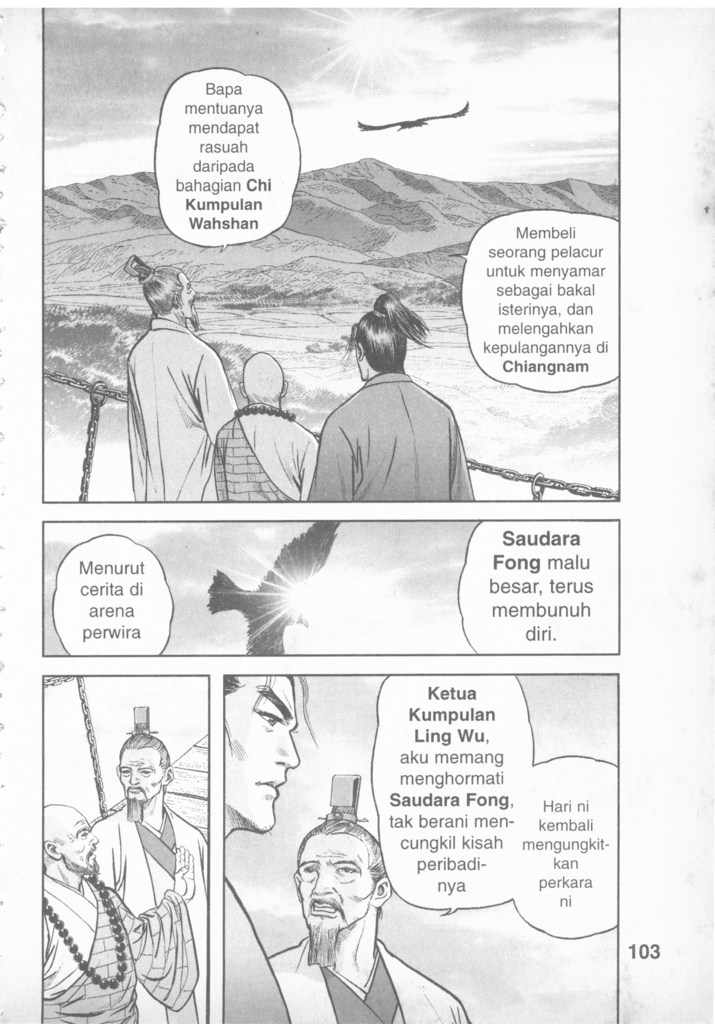 Bapa
mentuanya
mendapat
rasuah
daripada
bahagian Chi
Kumpulan
Wahshan
Membeli
seorang pelacur
untuk menyamar
sebagai bakal
isterinya, dan
melengahkan
kepulangannya di
Chiangnam
Menurut
cerita di
arena
perwira
Saudara
Fong malu
besar, terus
membunuh
diri.
Ketua
Kumpulan
Ling Wu,
aku memang
menghormati
Saudara Fong,
tak berani men-
cungkil kisah
peribadi-
nya
Hari ni
kembali
mengungkit-
kan
perkara
ni
103